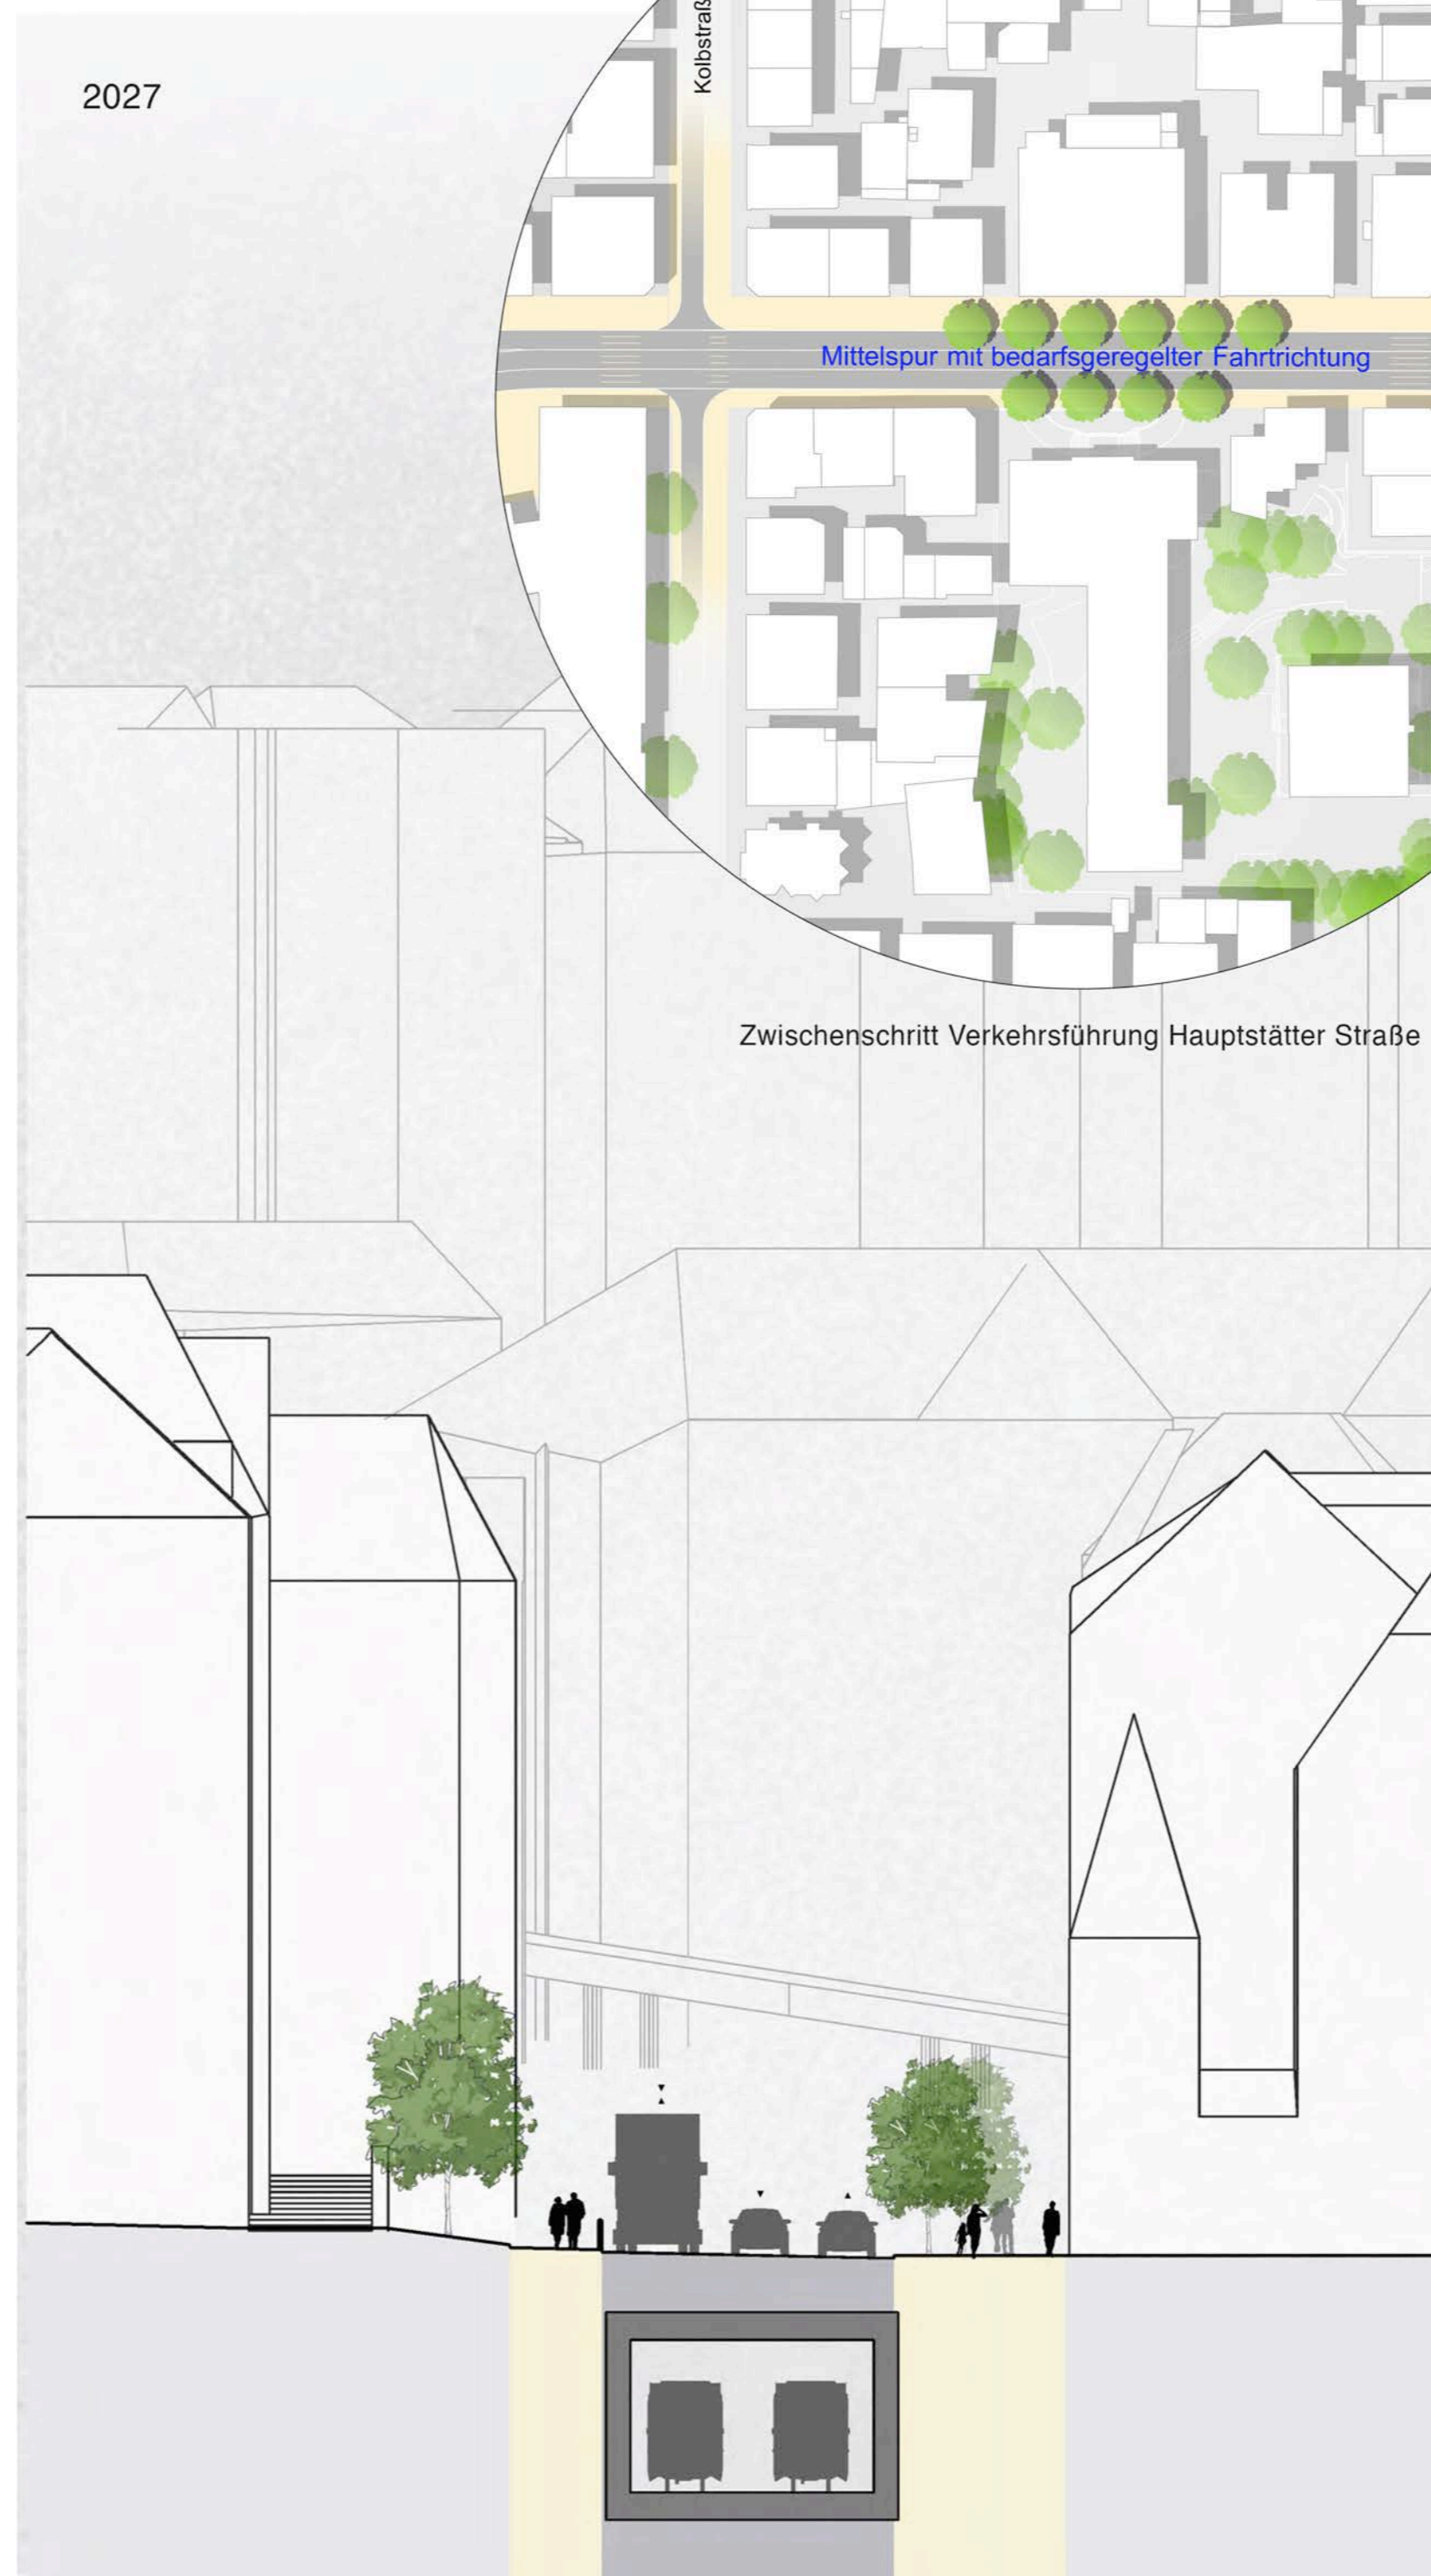 2027
Kolbstraß
Mittelspur mit bedarfsgeregelter Fahrtrichtung
Zwischenschritt Verkehrsführung Hauptstätter Straße